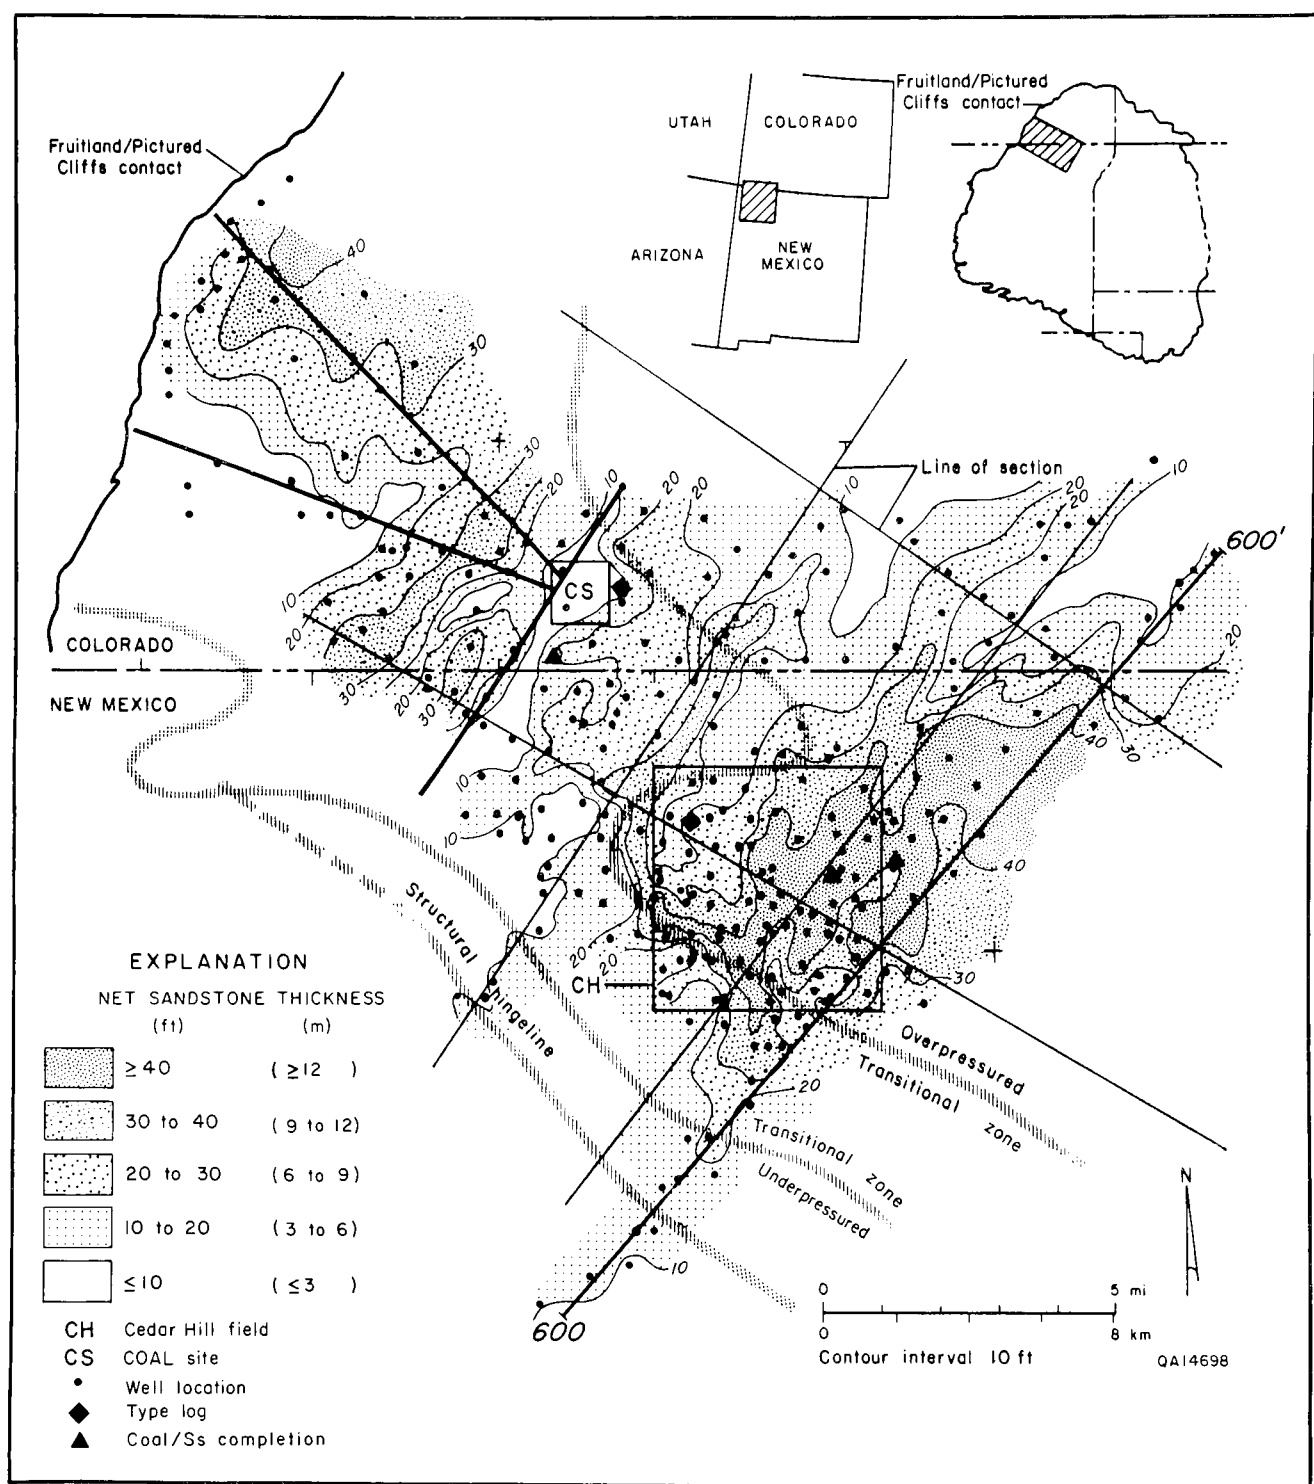 Fruitland/Pictured
Cliffs contact
UTAH
COLORADO
ARIZONA
NEW
MEXICO
Fruitland/Pictured
Cliffs contact
40
30
30
20
10
20
20
Line of section
10
20
20
10
600'
10
20
COLORADO
NEW MEXICO
CS
20
30
20
30
10
10
40
30
40
20
20
CH
30
Structural
hingeline
Overpressured
Transitional
zone
20
Transitional zone
Underpressured
10
600
EXPLANATION
NET SANDSTONE THICKNESS
(ft) (m)
≥40 (≥12 )
30 to 40 (9 to 12)
20 to 30 (6 to 9)
10 to 20 (3 to 6)
≤10 (≤3 )
CH Cedar Hill field
CS COAL site
Well location
Type log
Coal/Ss completion
N
0 5 mi
0 8 km
Contour interval 10 ft
QA14698